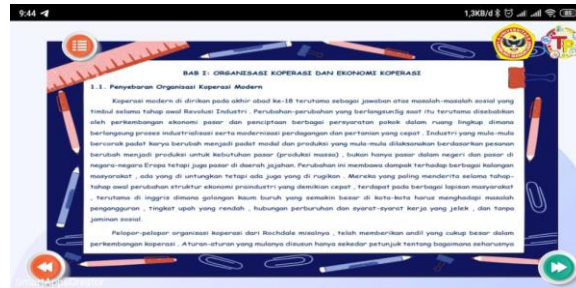 9:44
1,3KB/d
BAB I: ORGANISASI KOPERASI DAN EKONOMI KOPERASI
1.1. Penyebaran Organisasi Koperasi Modern
Koperasi modern di dirikan pada akhir abad ke-18 terutama sebagai jawaban atas masalah-masalah sosial yang
timbul selama tahap awal Revolusi Industri. Perubahan-perubahan yang berlangsung saat itu terutama disebabkan
oleh perkembangan ekonomi pasar dan penciptaan berbagai persyaratan pokok dalam ruang lingkup dimana
berlangsung proses industrialisasi serta modernisasi perdagangan dan pertanian yang cepat. Industri yang mula-mula
bercorak padat karya berubah menjadi padat modal dan produksi yang mula-mula dilaksanakan berdasarkan pesanan
berubah menjadi produksi untuk kebutuhan pasar (produksi massa), bukan hanya pasar dalam negeri dan pasar di
negara-negara Eropa tetapi juga pasar di daerah jajahan. Perubahan ini membawa dampak terhadap berbagai kalangan
masyarakat, ada yang di untungkan tetapi ada juga yang di rugikan. Mereka yang paling menderita selama tahap-
tahap awal perubahan struktur ekonomi praindustri yang demikian cepat, terdapat pada berbagai lapisan masyarakat
, terutama di inggris dimana golongan kaum buruh yang semakin besar di kota-kota harus menghadapi masalah
pengangguran, tingkat upah yang rendah, hubungan perburuhan dan syarat-syarat kerja yang jelek, dan tanpa
jaminan sosial.
Pelopor-pelopor organisasi koperasi dari Rochdale misalnya, telah memberikan andil yang cukup besar dalam
perkembangan koperasi. Aturan-aturan yang mulanya disusun hanya sekedar petunjuk tentang bagaimana seharusnya